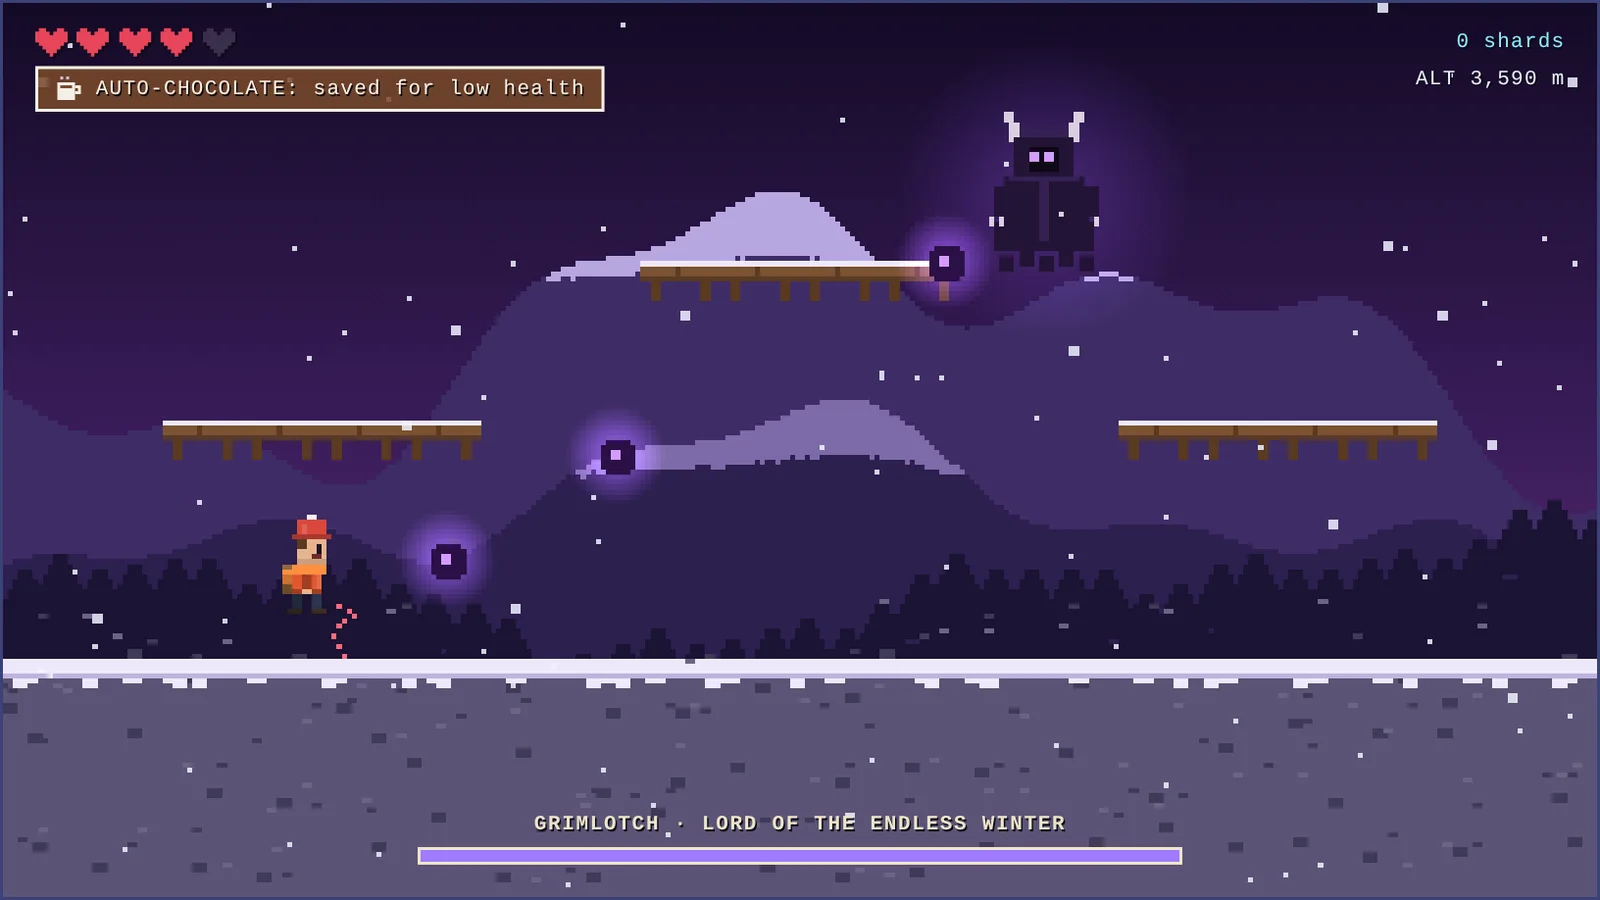 AUTO-CHOCOLATE: saved for low health
0 shards
ALT 3,590 m
GRIMLOTCH · LORD OF THE ENDLESS WINTER